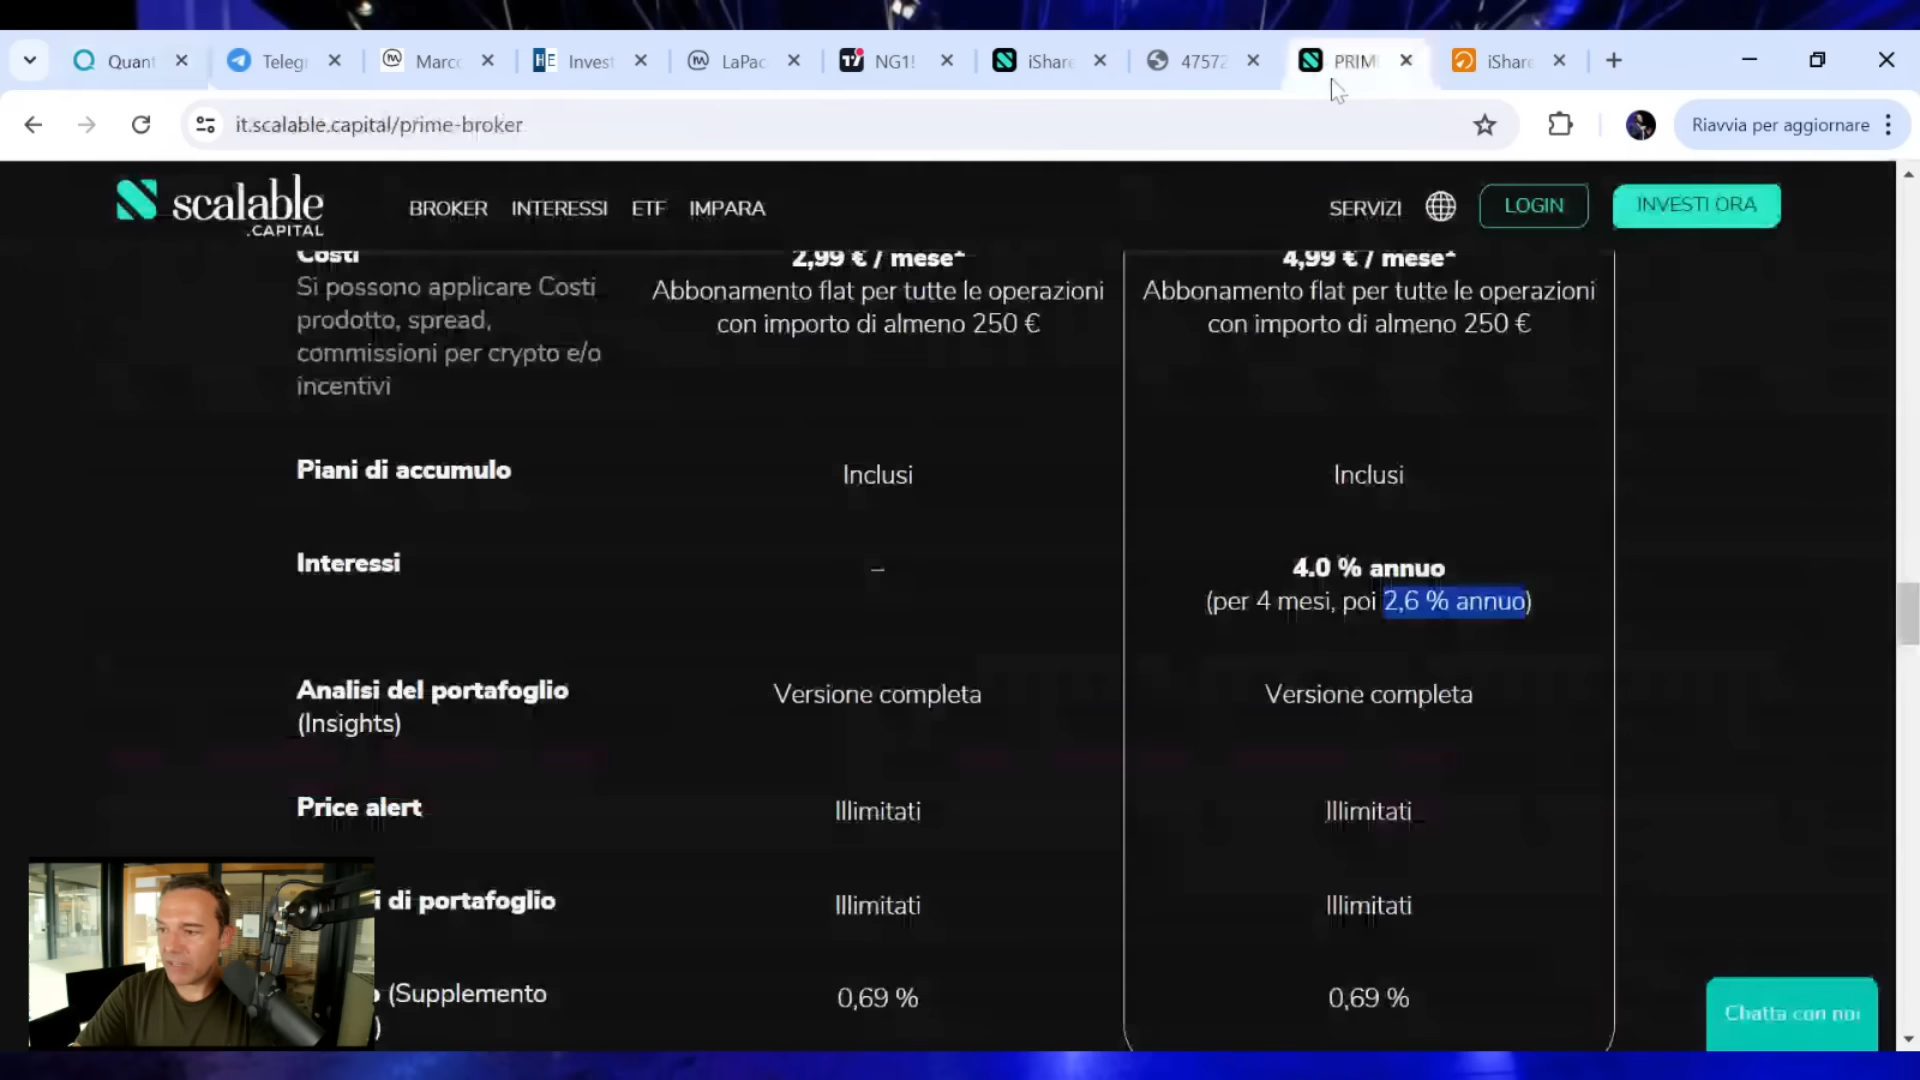 Quant
Telegr
Marco
HE
Invest
LaPac
NG1!
iShare
47572
PRIM
iShare
it.scalable.capital/prime-broker
Riavvia per aggiornare
scalable
.CAPITAL
BROKER
INTERESSI
ETF
IMPARA
SERVIZI
LOGIN
INVESTI ORA
Costi
Si possono applicare Costi
prodotto, spread,
commissioni per crypto e/o
incentivi
2,99 € / mese*
Abbonamento flat per tutte le operazioni
con importo di almeno 250 €
4,99 € / mese*
Abbonamento flat per tutte le operazioni
con importo di almeno 250 €
Piani di accumulo
Inclusi
Inclusi
Interessi
–
4.0 % annuo
(per 4 mesi, poi 2,6 % annuo)
Analisi del portafoglio
(Insights)
Versione completa
Versione completa
Price alert
Illimitati
Illimitati
i di portafoglio
Illimitati
Illimitati
(Supplemento
)
0,69 %
0,69 %
Chatta con noi